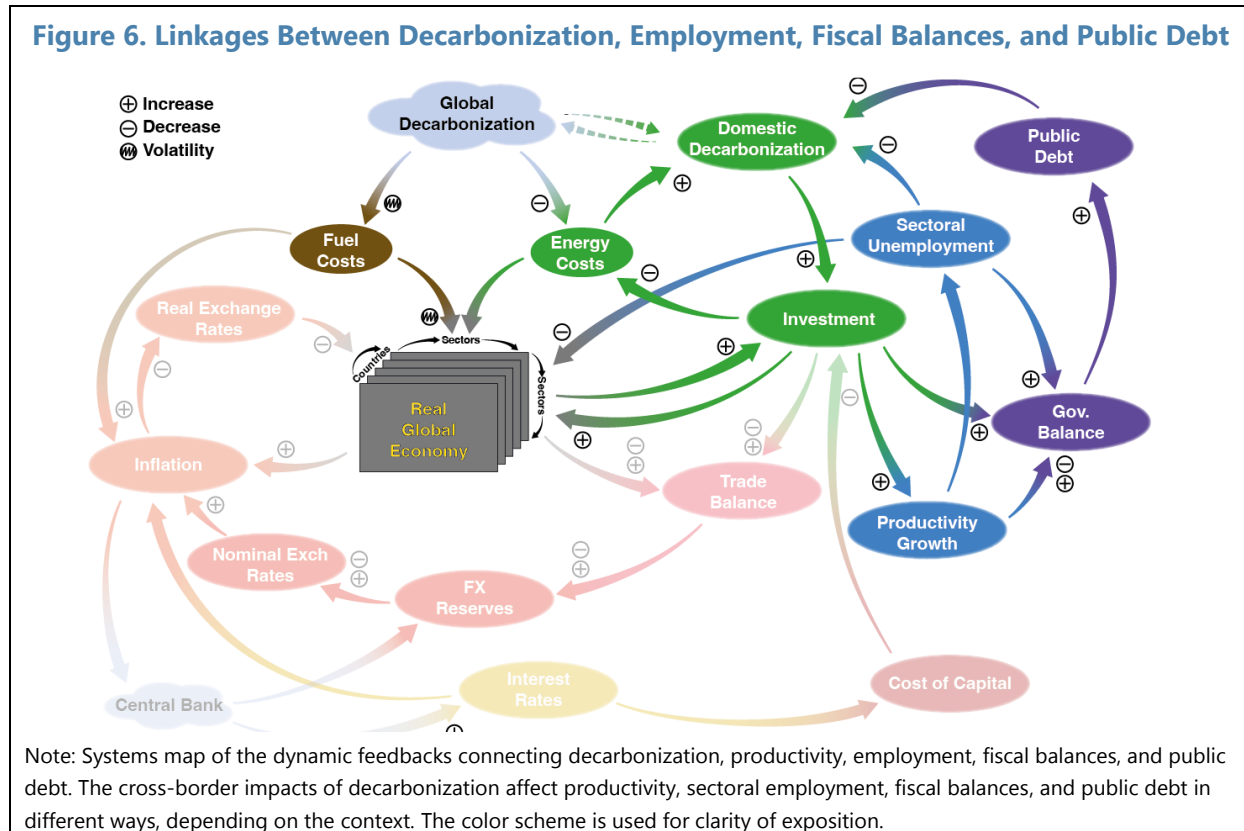 Figure 6. Linkages Between Decarbonization, Employment, Fiscal Balances, and Public Debt
⊕ Increase
⊖ Decrease
Volatility
Global
Decarbonization
Domestic
Decarbonization
Public
Debt
Fuel
Costs
Energy
Costs
Sectoral
Unemployment
Real Exchange
Rates
Investment
Countries
Sectors
Sectors
Real
Global
Economy
Gov.
Balance
Inflation
Trade
Balance
Productivity
Growth
Nominal Exch
Rates
FX
Reserves
Central Bank
Interest
Rates
Cost of Capital
Note: Systems map of the dynamic feedbacks connecting decarbonization, productivity, employment, fiscal balances, and public
debt. The cross-border impacts of decarbonization affect productivity, sectoral employment, fiscal balances, and public debt in
different ways, depending on the context. The color scheme is used for clarity of exposition.